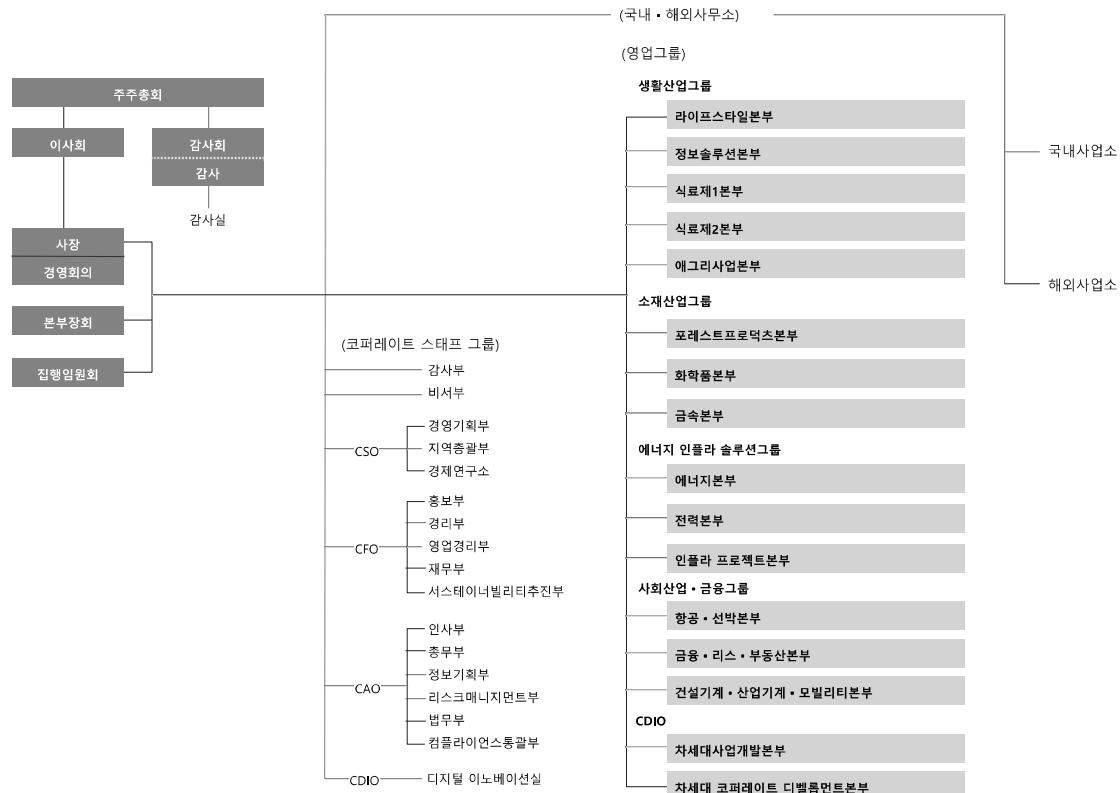 (국내 • 해외사무소)
(영업그룹)
주주총회
이사회
감사회
감사
감사실
사장
경영회의
본부장회
집행임원회
(코퍼레이트 스태프 그룹)
감사부
비서부
CSO
경영기획부
지역총괄부
경제연구소
CFO
홍보부
경리부
영업경리부
재무부
서스테이너빌리티추진부
CAO
인사부
총무부
정보기획부
리스크매니지먼트부
법무부
컴플라이언스통괄부
CDIO
디지털 이노베이션실
생활산업그룹
라이프스타일본부
정보솔루션본부
식료제1본부
식료제2본부
애그리사업본부
소재산업그룹
포레스트프로덕츠본부
화학품본부
금속본부
에너지 인플라 솔루션그룹
에너지본부
전력본부
인플라 프로젝트본부
사회산업 • 금융그룹
항공 • 선박본부
금융 • 리스 • 부동산본부
건설기계 • 산업기계 • 모빌리티본부
CDIO
차세대사업개발본부
차세대 코퍼레이트 디벨롭먼트본부
국내사업소
해외사업소